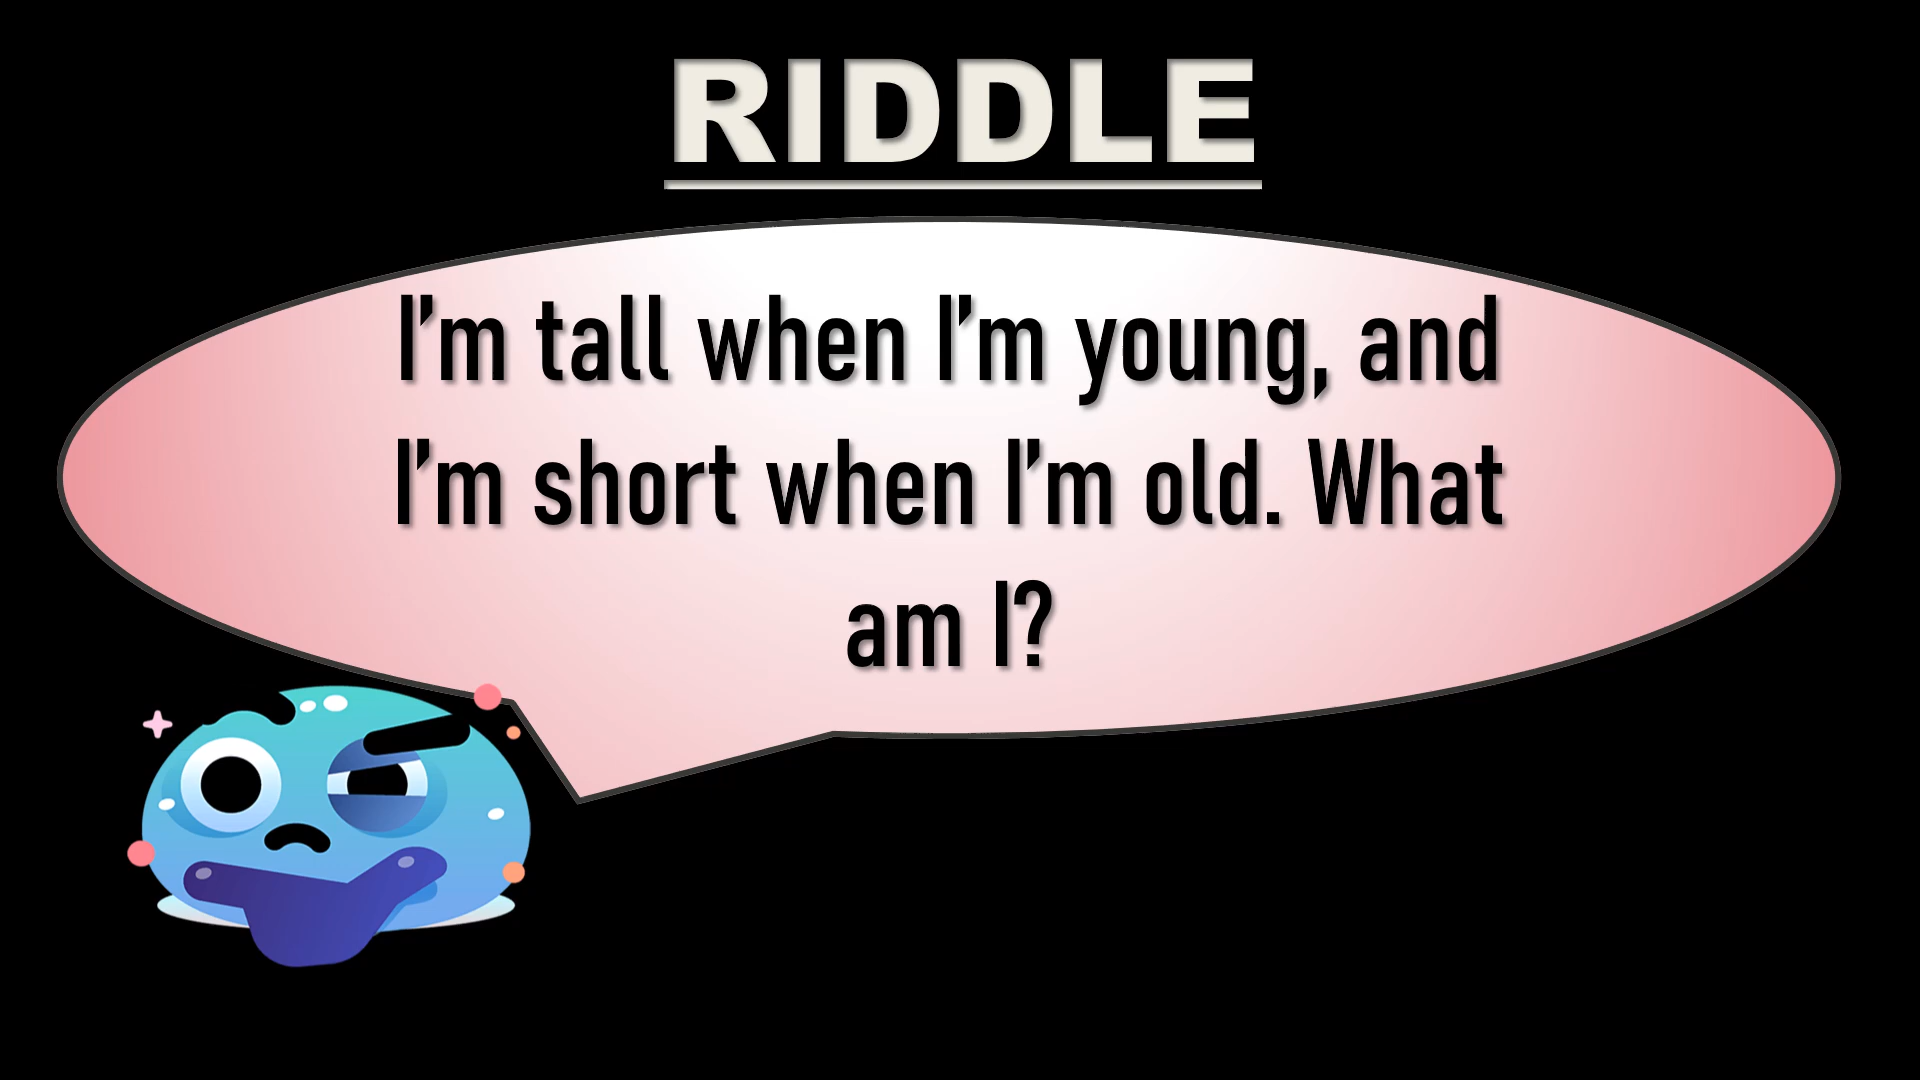 RIDDLE
I’m tall when I’m young, and
I’m short when I’m old. What
am I?